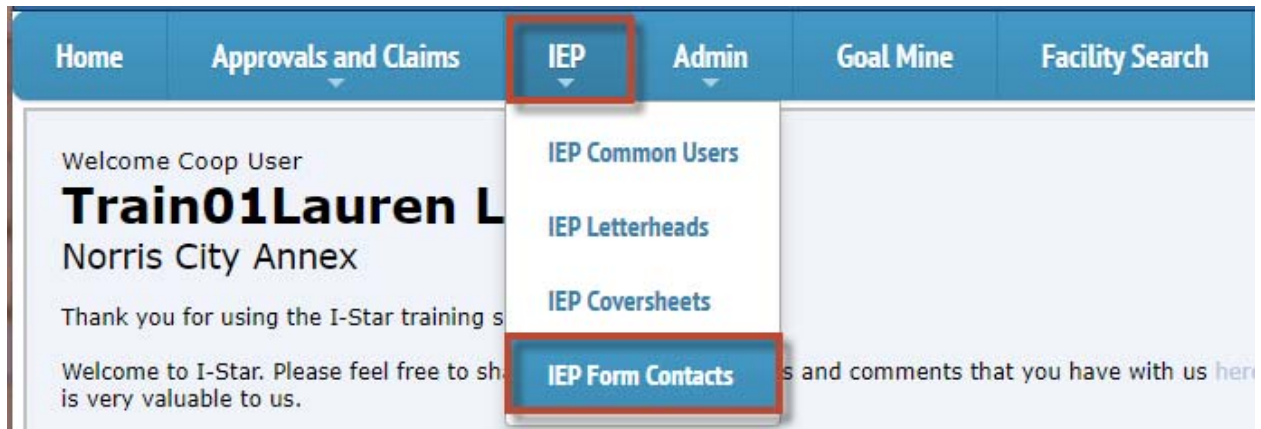 Home Approvals and Claims IEP Admin Goal Mine Facility Search
IEP Common Users
IEP Letterheads
IEP Coversheets
IEP Form Contacts
Welcome Coop User
Train01Lauren L
Norris City Annex
Thank you for using the I-Star training s
Welcome to I-Star. Please feel free to sh s and comments that you have with us here
is very valuable to us.